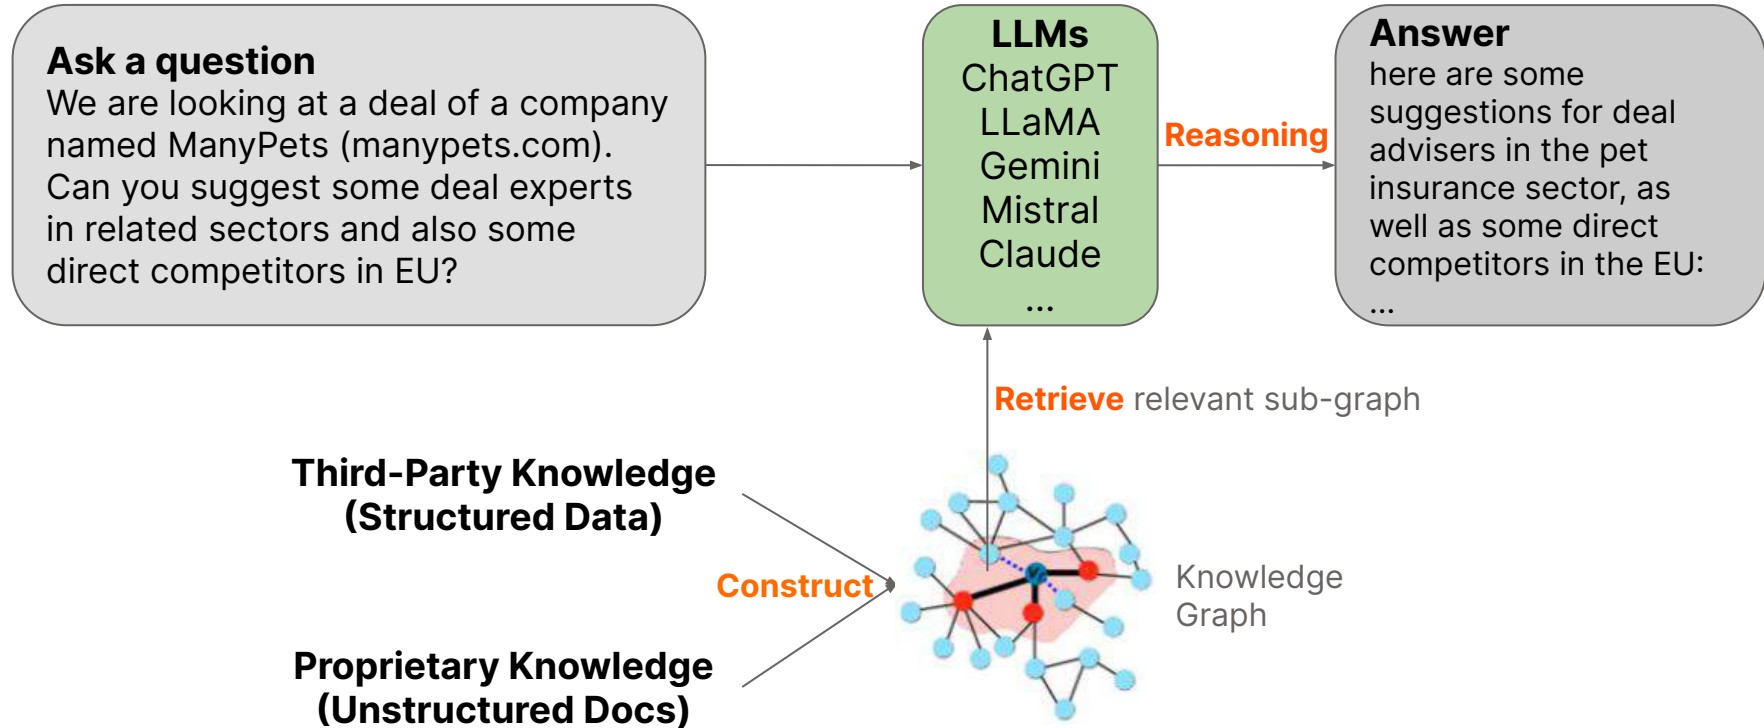 Ask a question
We are looking at a deal of a company
named ManyPets (manypets.com).
Can you suggest some deal experts
in related sectors and also some
direct competitors in EU?
LLMs
ChatGPT
LLaMA
Gemini
Mistral
Claude
...
Reasoning
Answer
here are some
suggestions for deal
advisers in the pet
insurance sector, as
well as some direct
competitors in the EU:
...
Retrieve relevant sub-graph
Third-Party Knowledge
(Structured Data)
Construct
Knowledge
Graph
Proprietary Knowledge
(Unstructured Docs)